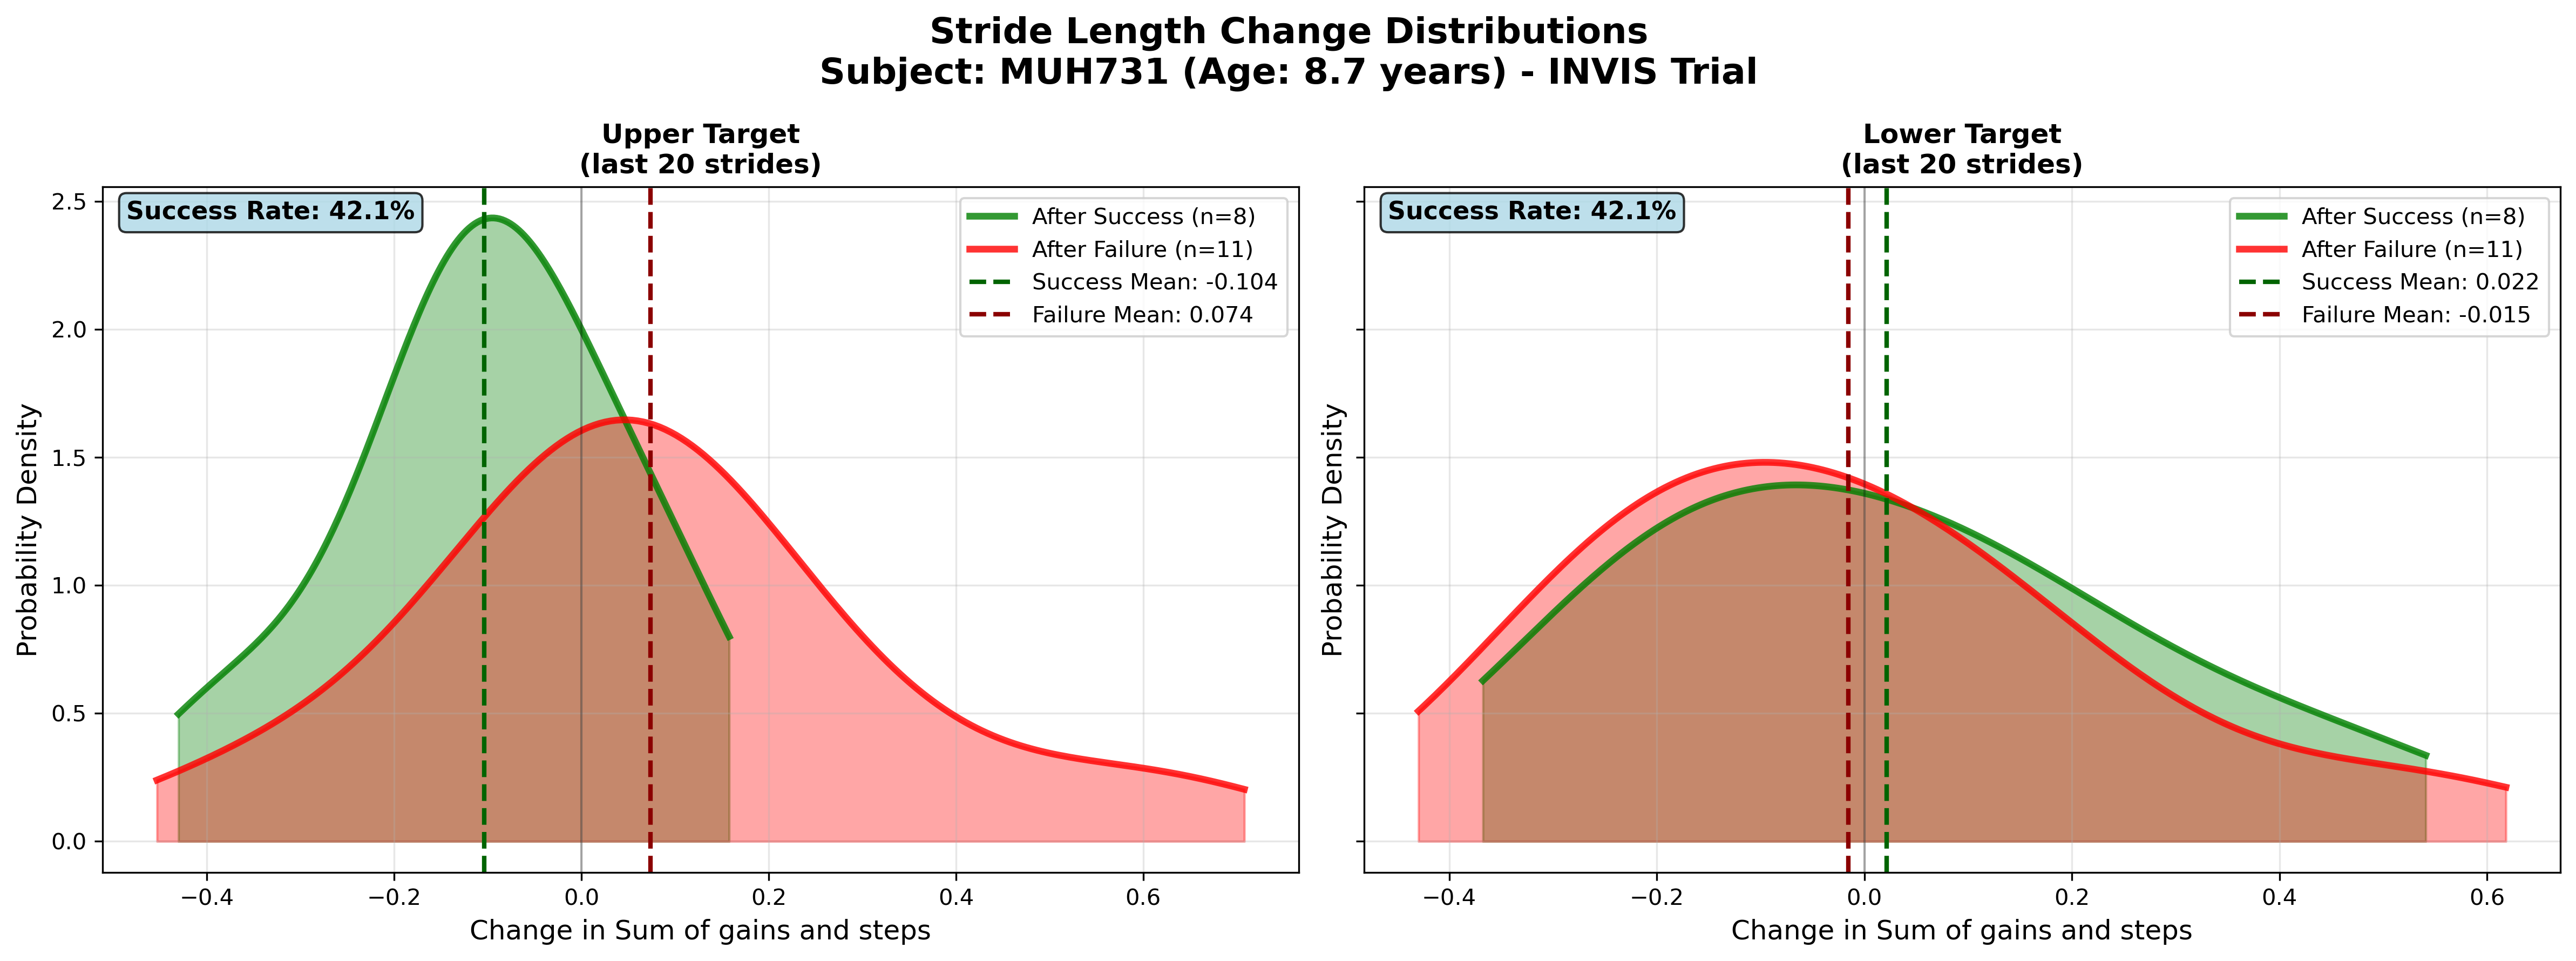 Stride Length Change Distributions
Subject: MUH731 (Age: 8.7 years) - INVIS Trial
Upper Target
(last 20 strides)
Success Rate: 42.1%
After Success (n=8)
After Failure (n=11)
Success Mean: -0.104
Failure Mean: 0.074
Probability Density
2.5
2.0
1.5
1.0
0.5
0.0
−0.4
−0.2
0.0
0.2
0.4
0.6
Change in Sum of gains and steps
Lower Target
(last 20 strides)
Success Rate: 42.1%
After Success (n=8)
After Failure (n=11)
Success Mean: 0.022
Failure Mean: -0.015
Probability Density
−0.4
−0.2
0.0
0.2
0.4
0.6
Change in Sum of gains and steps